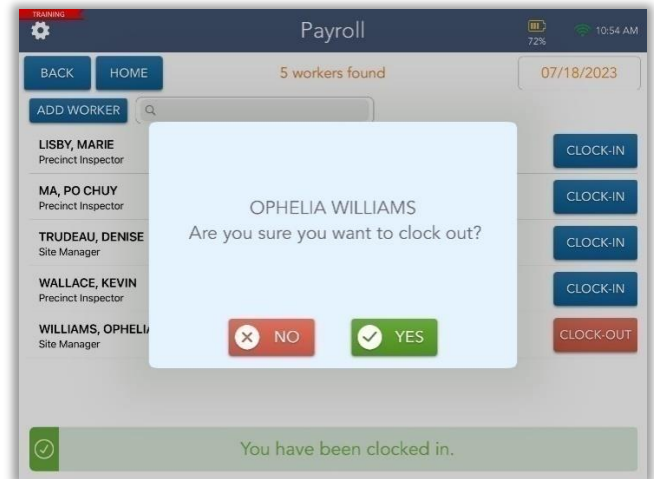 TRAINING
Payroll
72%
10:54 AM
BACK
HOME
5 workers found
07/18/2023
ADD WORKER
LISBY, MARIE
Precinct Inspector
CLOCK-IN
MA, PO CHUY
Precinct Inspector
CLOCK-IN
TRUDEAU, DENISE
Site Manager
CLOCK-IN
WALLACE, KEVIN
Precinct Inspector
CLOCK-IN
WILLIAMS, OPHELI
Site Manager
CLOCK-OUT
OPHELIA WILLIAMS
Are you sure you want to clock out?
NO
YES
You have been clocked in.